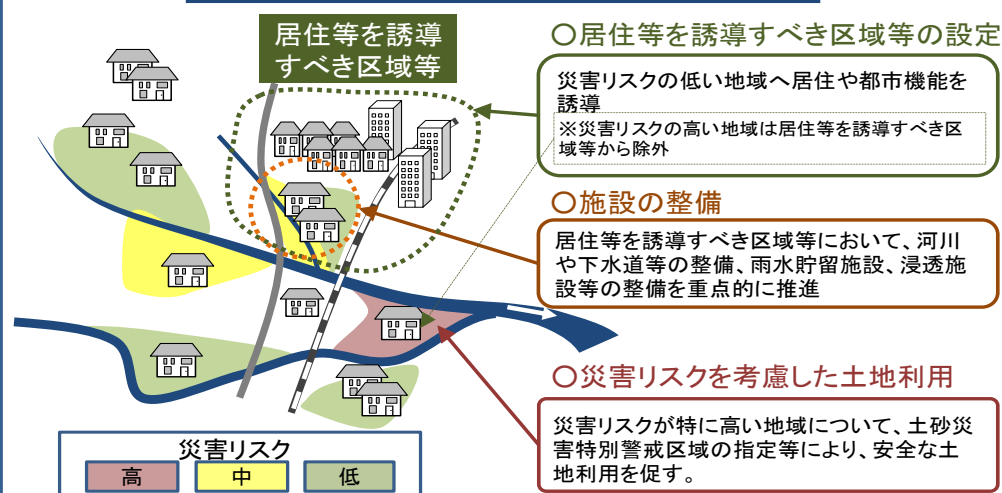 居住等を誘導
すべき区域等
〇居住等を誘導すべき区域等の設定
災害リスクの低い地域へ居住や都市機能を
誘導
※災害リスクの高い地域は居住等を誘導すべき区
域等から除外
〇施設の整備
居住等を誘導すべき区域等において、河川
や下水道等の整備、雨水貯留施設、浸透施
設等の整備を重点的に推進
〇災害リスクを考慮した土地利用
災害リスクが特に高い地域について、土砂災
害特別警戒区域の指定等により、安全な土
地利用を促す。
災害リスク
高 中 低